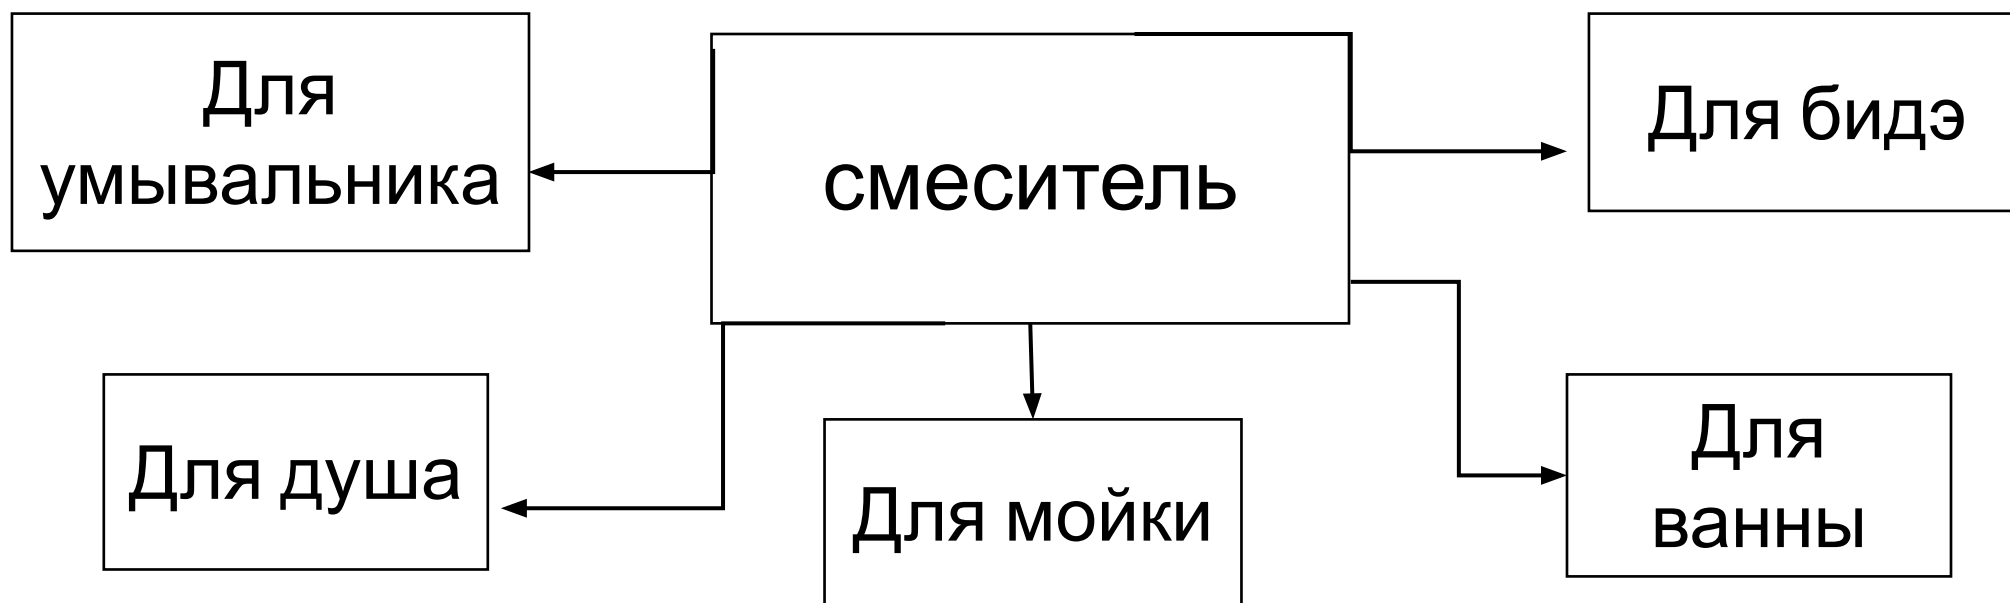 Для
умывальника
смеситель
Для бидэ
Для душа
Для мойки
Для
ванны